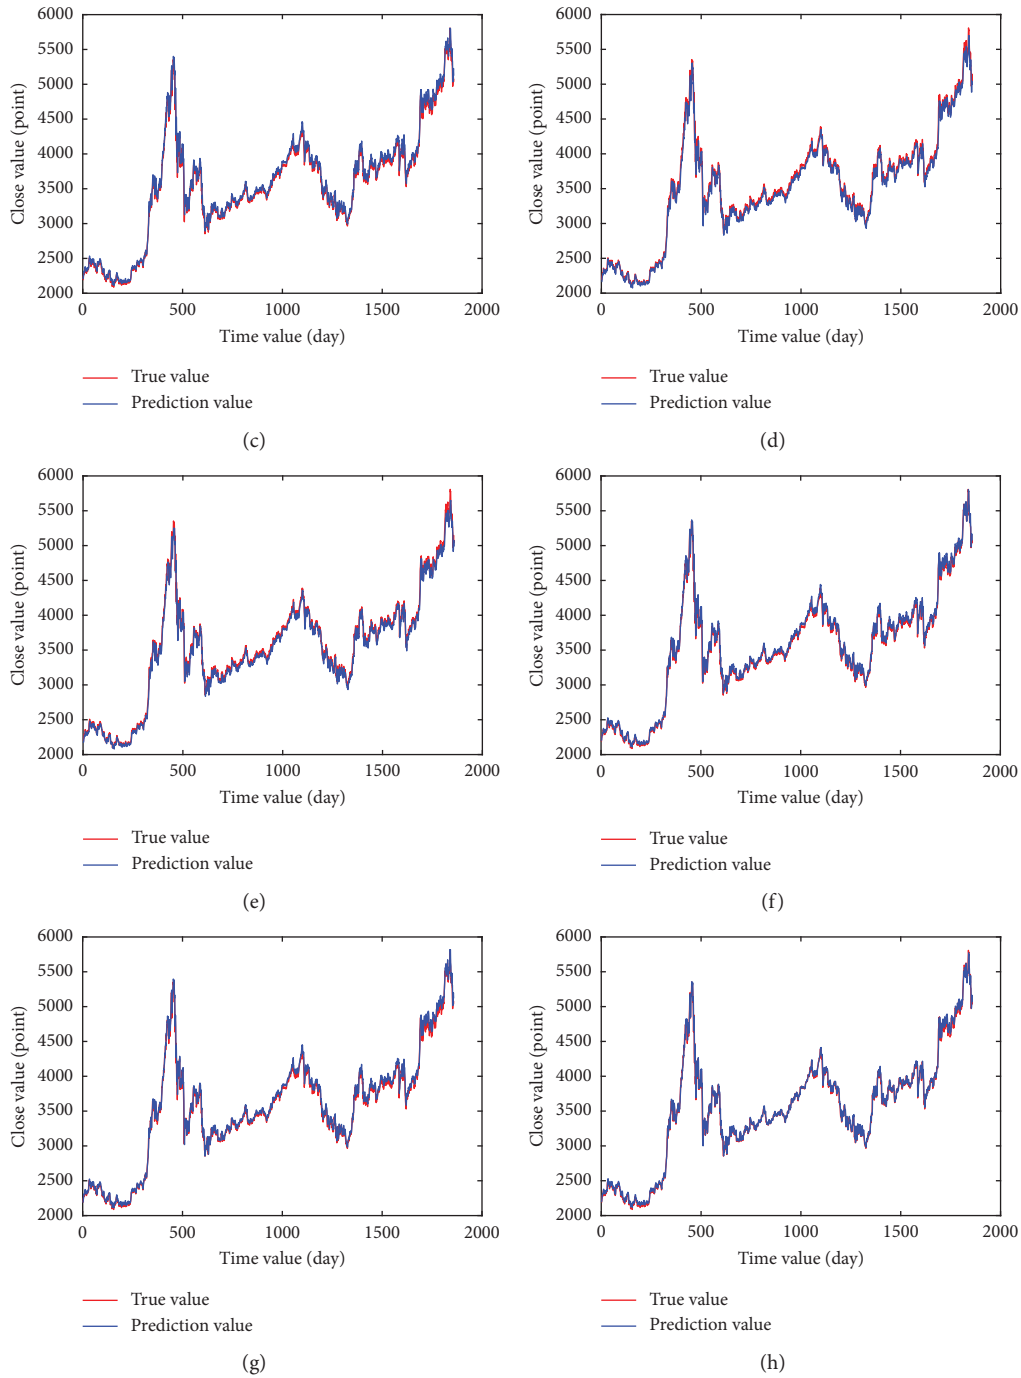 6000
5500
5000
4500
4000
3500
3000
2500
2000
Close value (point)
0 500 1000 1500 2000
Time value (day)
True value
Prediction value
(c)
6000
5500
5000
4500
4000
3500
3000
2500
2000
Close value (point)
0 500 1000 1500 2000
Time value (day)
True value
Prediction value
(d)
6000
5500
5000
4500
4000
3500
3000
2500
2000
Close value (point)
0 500 1000 1500 2000
Time value (day)
True value
Prediction value
(e)
6000
5500
5000
4500
4000
3500
3000
2500
2000
Close value (point)
0 500 1000 1500 2000
Time value (day)
True value
Prediction value
(f)
6000
5500
5000
4500
4000
3500
3000
2500
2000
Close value (point)
0 500 1000 1500 2000
Time value (day)
True value
Prediction value
(g)
6000
5500
5000
4500
4000
3500
3000
2500
2000
Close value (point)
0 500 1000 1500 2000
Time value (day)
True value
Prediction value
(h)